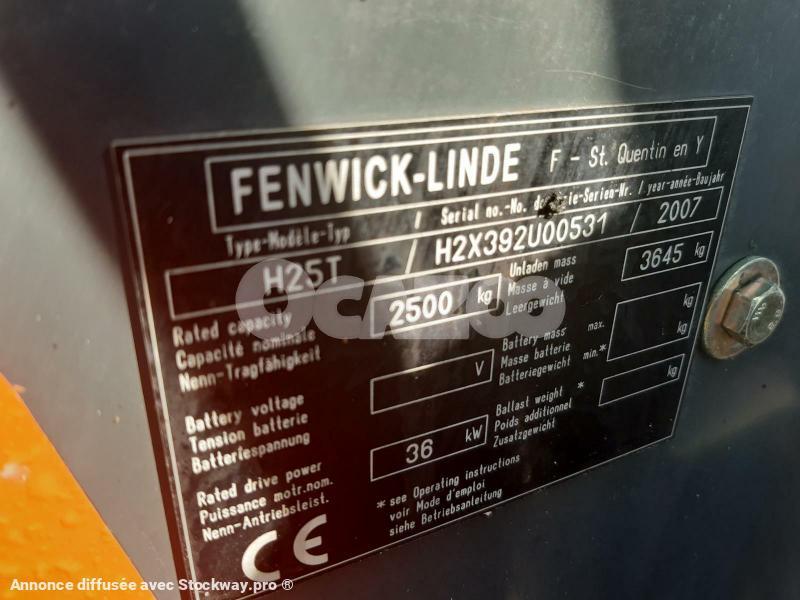 FENWICK-LINDE F - St. Quentin en Y
Type-Modèle-Typ / Serial no.-No. de série-Serien-Nr. / year-année-Baujahr
H25T / H2X392U00531 / 2007
Rated capacity
Capacité nominale
Nenn-Tragfähigkeit
2500 kg
Unladen mass
Masse à vide
Leergewicht
3645 kg
Battery voltage
Tension batterie
Batteriespannung
V
Battery mass max.
Masse batterie
Batteriegewicht min.*
kg
kg
Rated drive power
Puissance motr.nom.
Nenn-Antriebsleist.
36 kW
Ballast weight *
Poids additionnel
Zusatzgewicht
kg
* see Operating instructions
voir Mode d'emploi
siehe Betriebsanleitung
CE
OCAZOO
Annonce diffusée avec Stockway.pro ®